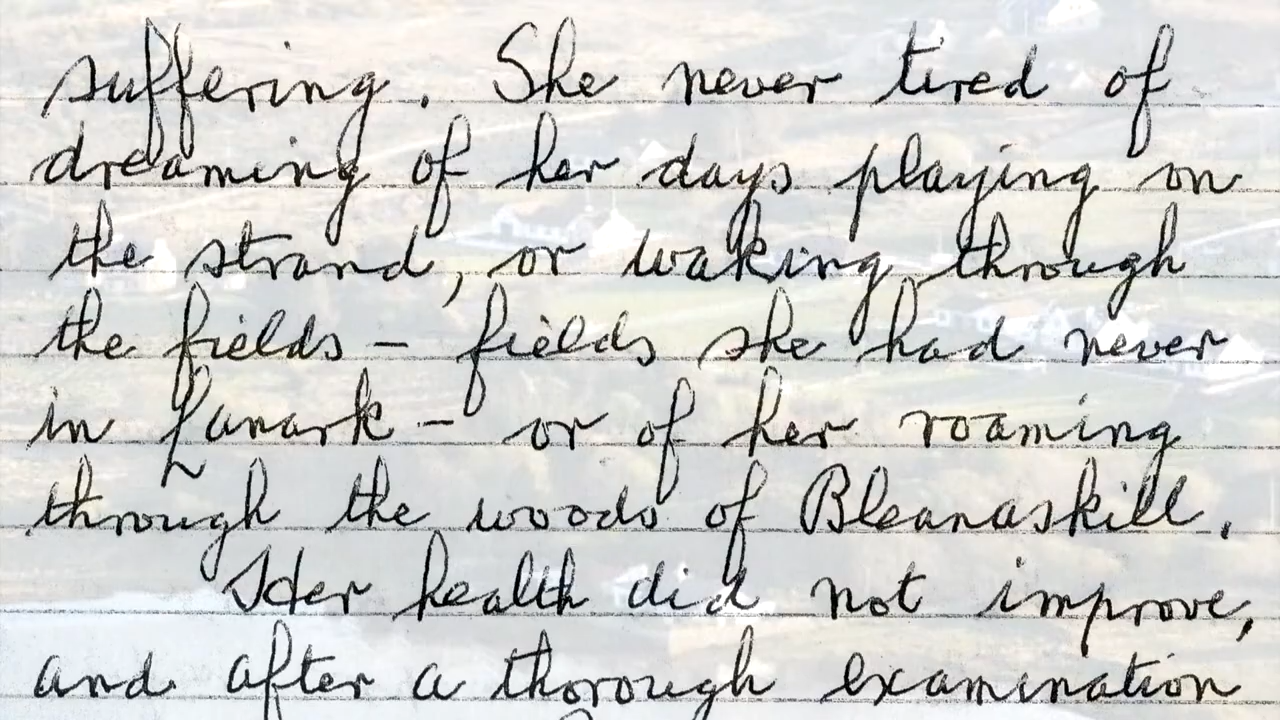 suffering. She never tired of
dreaming of her days playing on
the strand, or waking through
the fields – fields she had never
in Lanark – or of her roaming
through the woods of Bleanaskill.
Her health did not improve,
and after a thorough examination